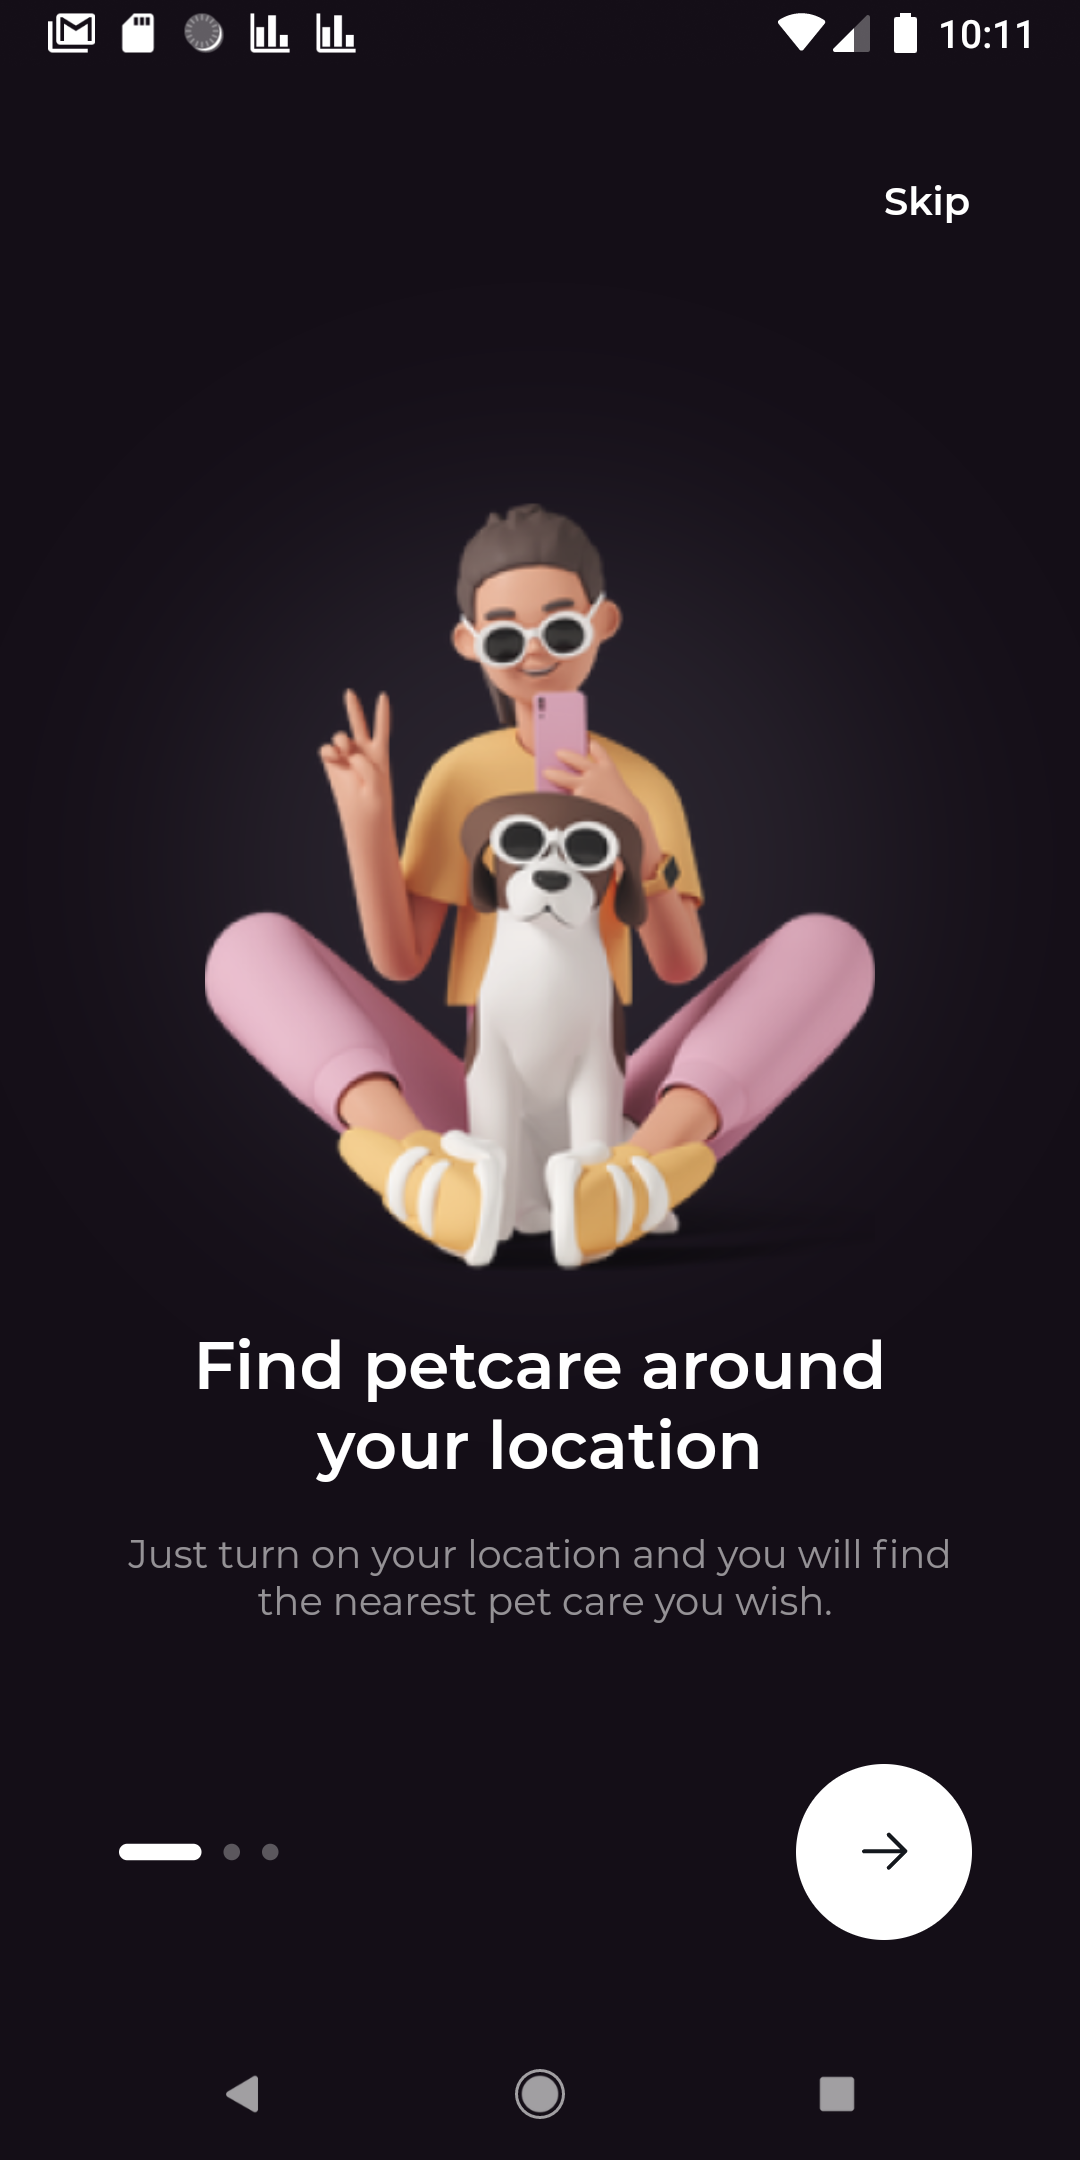 10:11
Skip
Find petcare around
your location
Just turn on your location and you will find
the nearest pet care you wish.